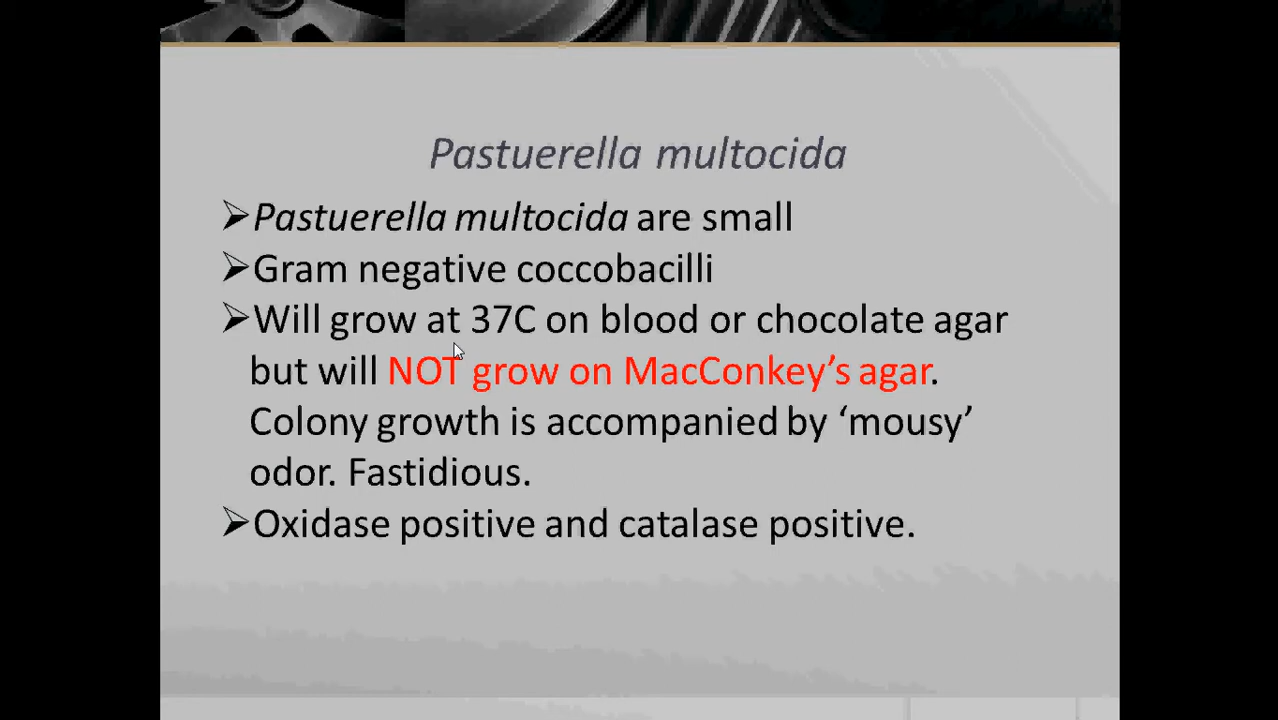 Pastuerella multocida
➢Pastuerella multocida are small
➢Gram negative coccobacilli
➢Will grow at 37C on blood or chocolate agar
but will NOT grow on MacConkey’s agar.
Colony growth is accompanied by ‘mousy’
odor. Fastidious.
➢Oxidase positive and catalase positive.